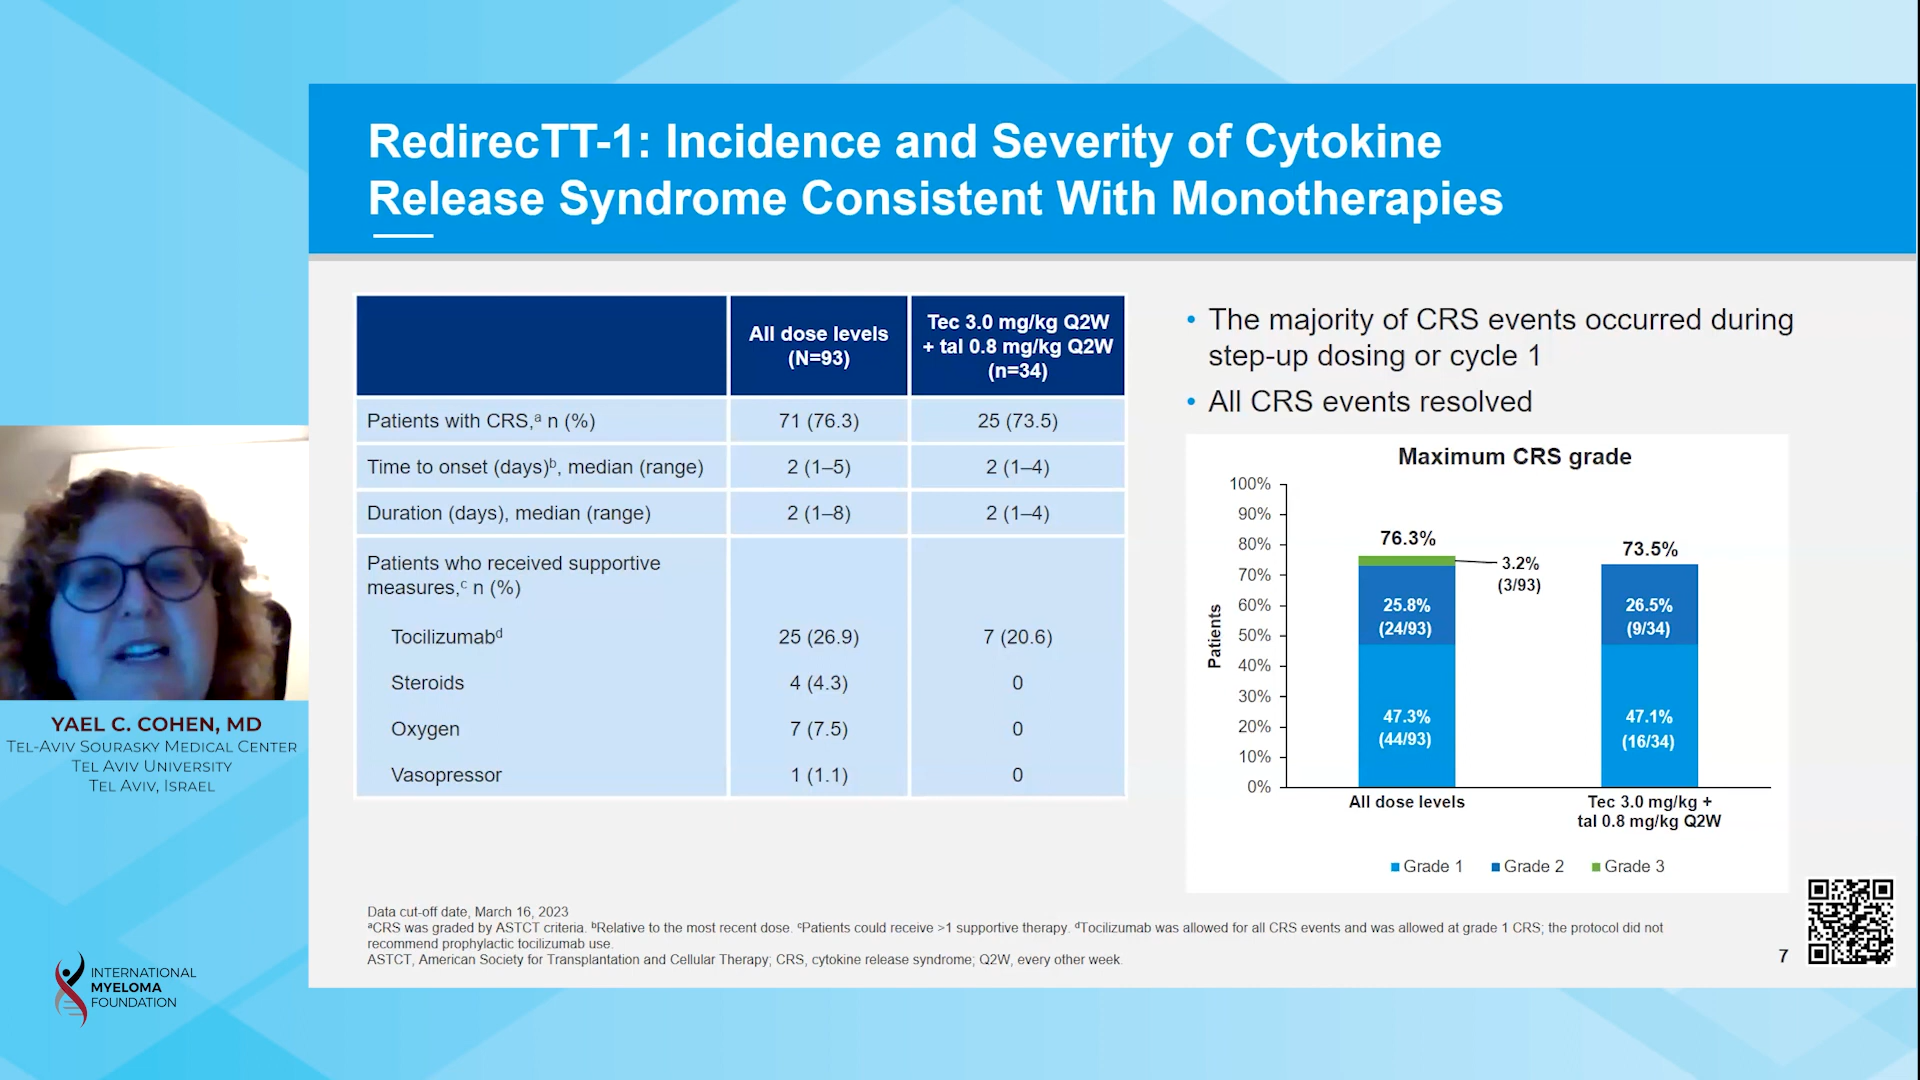 RedirecTT-1: Incidence and Severity of Cytokine
Release Syndrome Consistent With Monotherapies
All dose levels
(N=93)
Tec 3.0 mg/kg Q2W
+ tal 0.8 mg/kg Q2W
(n=34)
Patients with CRS,ᵃ n (%) 71 (76.3) 25 (73.5)
Time to onset (days)ᵇ, median (range) 2 (1–5) 2 (1–4)
Duration (days), median (range) 2 (1–8) 2 (1–4)
Patients who received supportive
measures,ᶜ n (%)
Tocilizumabᵈ 25 (26.9) 7 (20.6)
Steroids 4 (4.3) 0
Oxygen 7 (7.5) 0
Vasopressor 1 (1.1) 0
• The majority of CRS events occurred during
step-up dosing or cycle 1
• All CRS events resolved
Maximum CRS grade
Patients
100%
90%
80%
70%
60%
50%
40%
30%
20%
10%
0%
76.3%
3.2%
(3/93)
25.8%
(24/93)
47.3%
(44/93)
73.5%
26.5%
(9/34)
47.1%
(16/34)
All dose levels
Tec 3.0 mg/kg +
tal 0.8 mg/kg Q2W
Grade 1 Grade 2 Grade 3
Data cut-off date, March 16, 2023
ᵃCRS was graded by ASTCT criteria. ᵇRelative to the most recent dose. ᶜPatients could receive >1 supportive therapy. ᵈTocilizumab was allowed for all CRS events and was allowed at grade 1 CRS; the protocol did not
recommend prophylactic tocilizumab use.
ASTCT, American Society for Transplantation and Cellular Therapy; CRS, cytokine release syndrome; Q2W, every other week.
7
YAEL C. COHEN, MD
TEL-AVIV SOURASKY MEDICAL CENTER
TEL AVIV UNIVERSITY
TEL AVIV, ISRAEL
INTERNATIONAL
MYELOMA
FOUNDATION